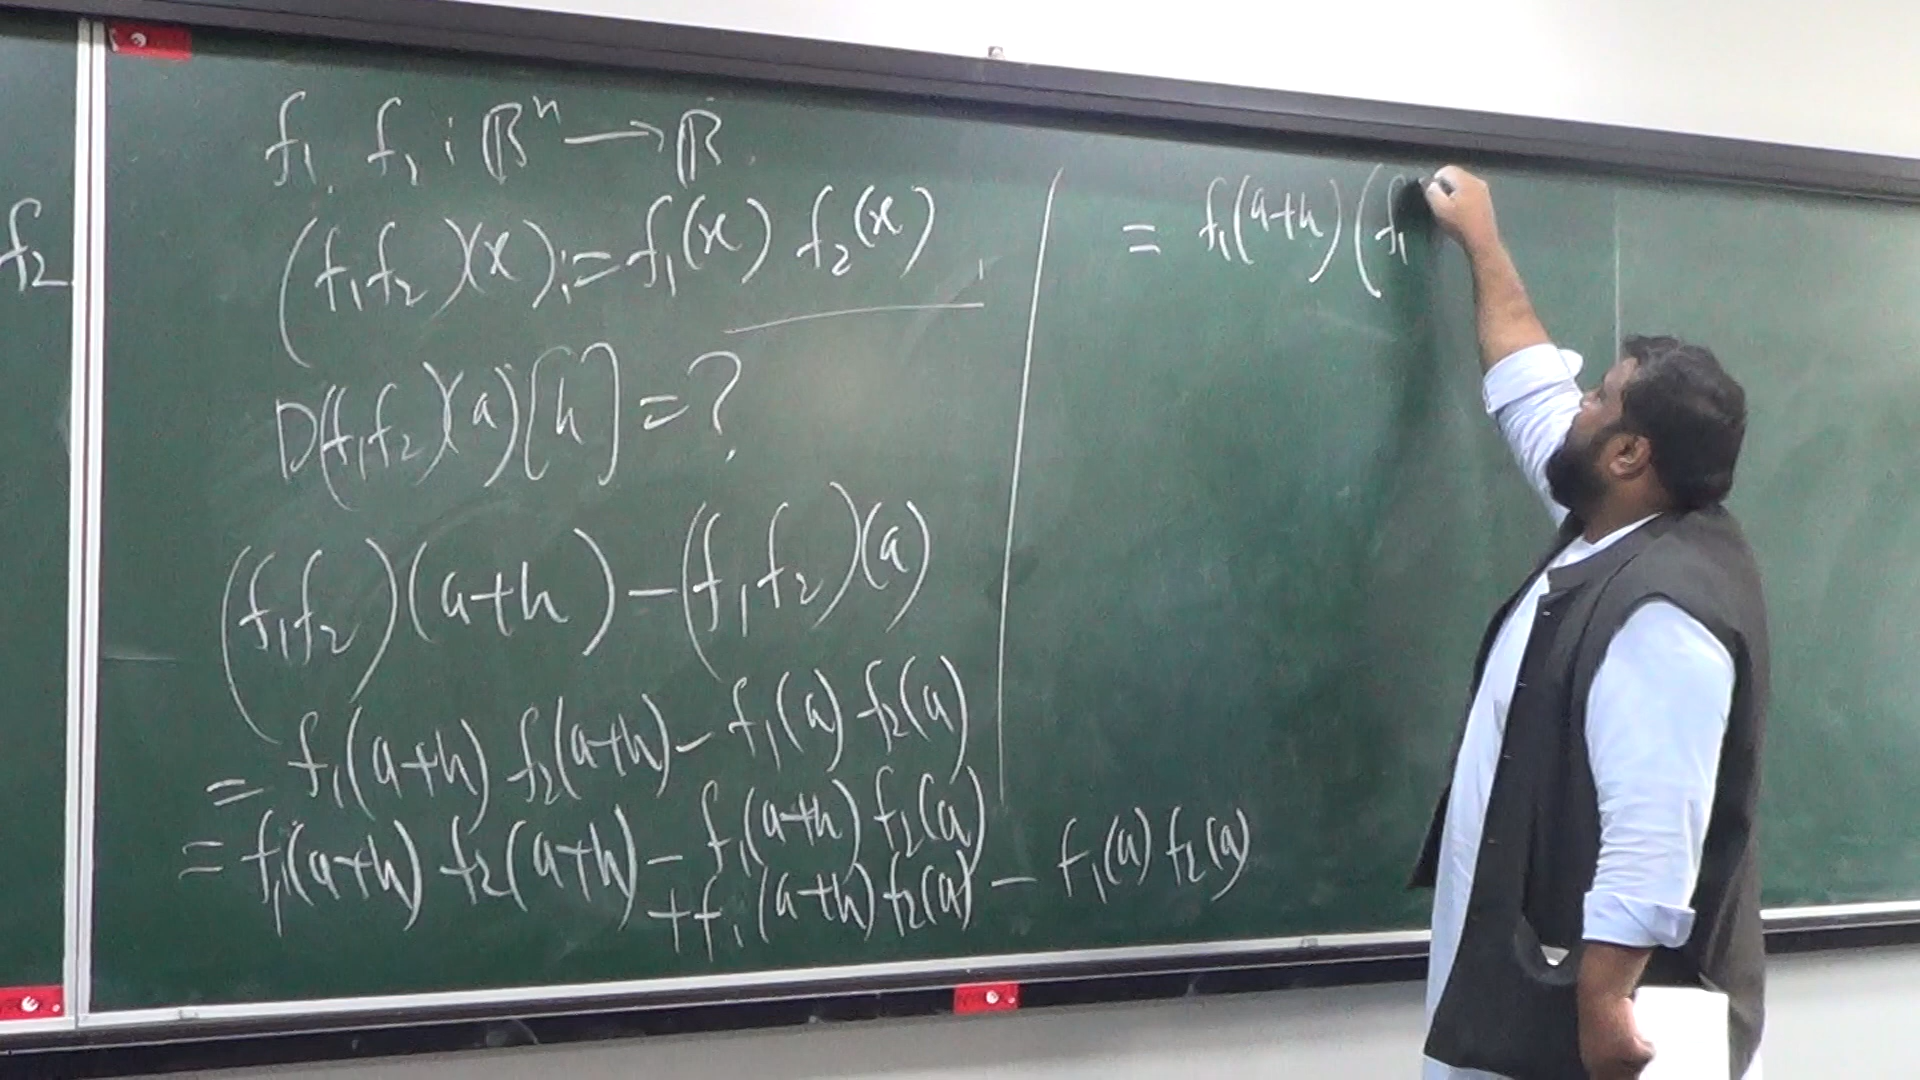 f₂
f₁, f₁ : ℝⁿ ⟶ ℝ.
(f₁f₂)(x) := f₁(x) f₂(x),
D(f₁f₂)(a)[h] = ?
(f₁f₂)(a+h) − (f₁f₂)(a)
= f₁(a+h) f₂(a+h) − f₁(a) f₂(a)
= f₁(a+h) f₂(a+h) − f₁(a+h) f₂(a)
+ f₁(a+h) f₂(a) − f₁(a) f₂(a)
= f₁(a+h) (f₁